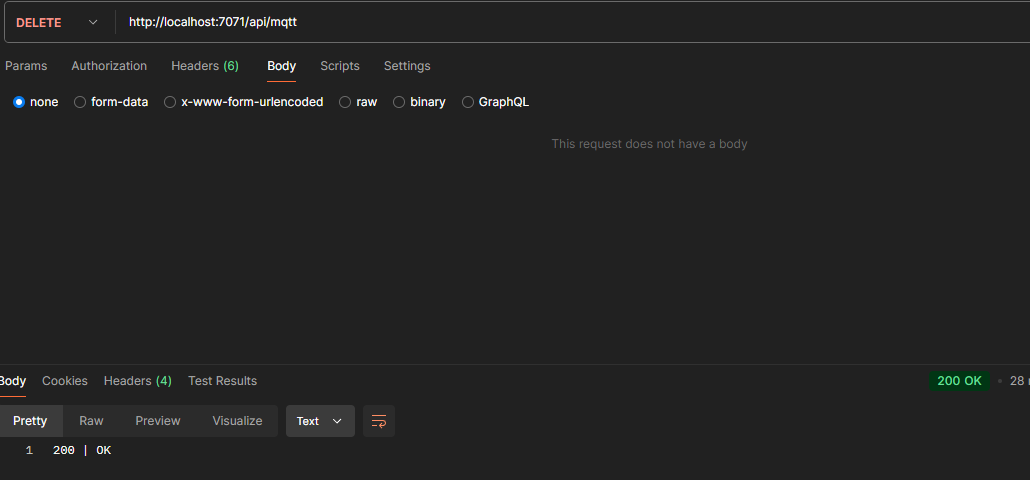 DELETE http://localhost:7071/api/mqtt
Params Authorization Headers (6) Body Scripts Settings
none form-data x-www-form-urlencoded raw binary GraphQL
This request does not have a body
Body Cookies Headers (4) Test Results 200 OK • 28
Pretty Raw Preview Visualize Text
1 200 | OK